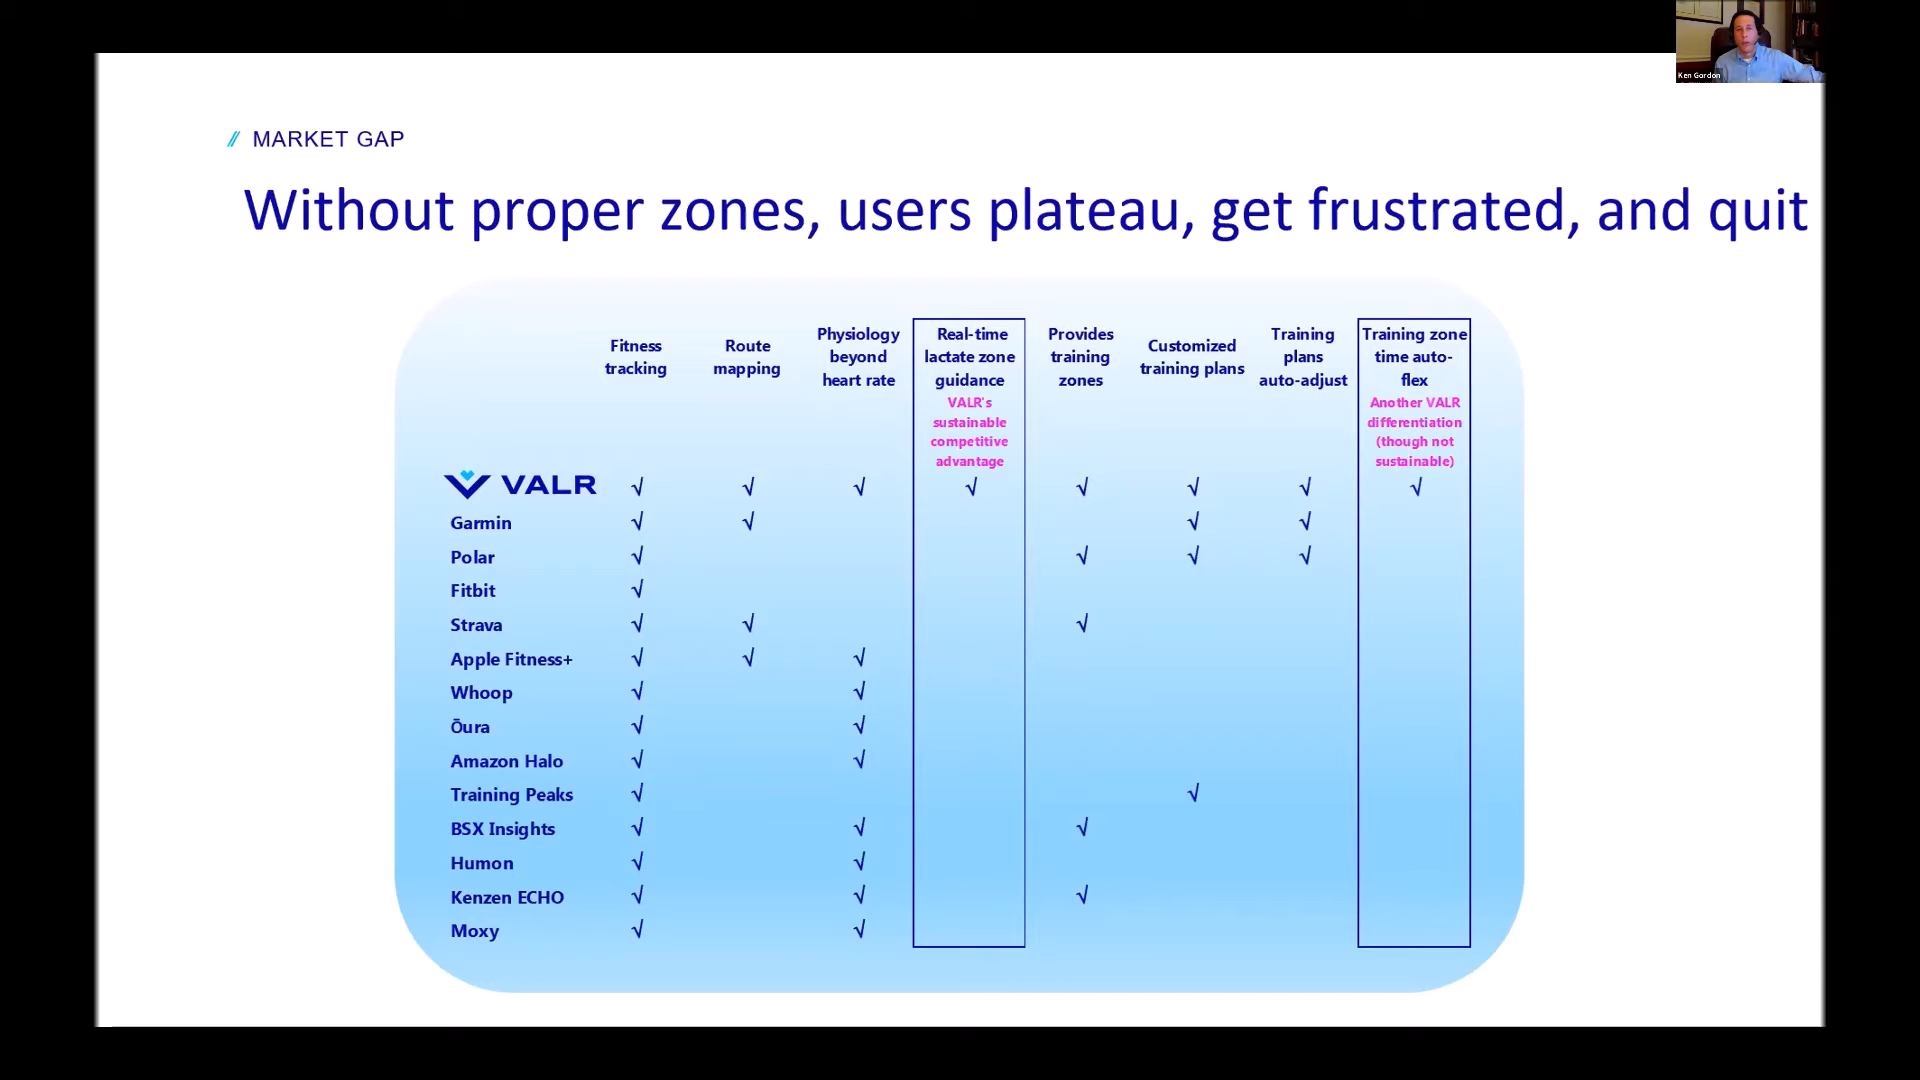 Ken Gordon
// MARKET GAP
Without proper zones, users plateau, get frustrated, and quit
Fitness
tracking
Route
mapping
Physiology
beyond
heart rate
Real-time
lactate zone
guidance
VALR's
sustainable
competitive
advantage
Provides
training
zones
Customized
training plans
Training
plans
auto-adjust
Training zone
time auto-
flex
Another VALR
differentiation
(though not
sustainable)
VALR √ √ √ √ √ √ √ √
Garmin √ √ √ √
Polar √ √ √ √
Fitbit √
Strava √ √ √
Apple Fitness+ √ √ √
Whoop √ √
Ōura √ √
Amazon Halo √ √
Training Peaks √ √
BSX Insights √ √ √
Humon √ √
Kenzen ECHO √ √ √
Moxy √ √